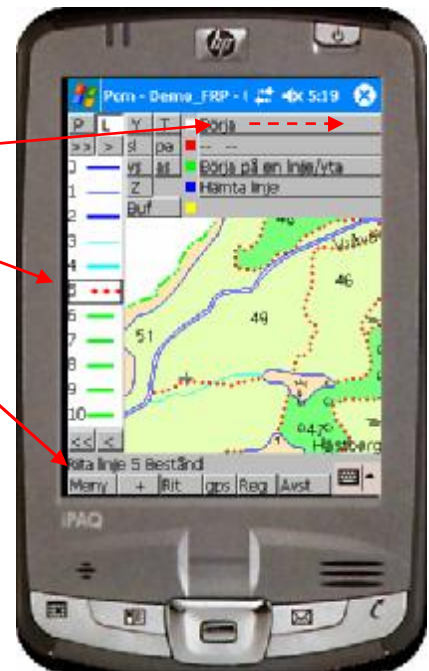 hp
Pcm - Demo_FRP - ( 5:19
P L Y T Börja
>> > sl pa -- --
0 ys as Börja på en linje/yta
1 Z Hämta linje
2 Buf
3
4
5
6
7
8
9
10
46
49
51
46
<< <
Rita linje 5 Bestånd
Meny + Rit gps Reg Avst
iPAQ